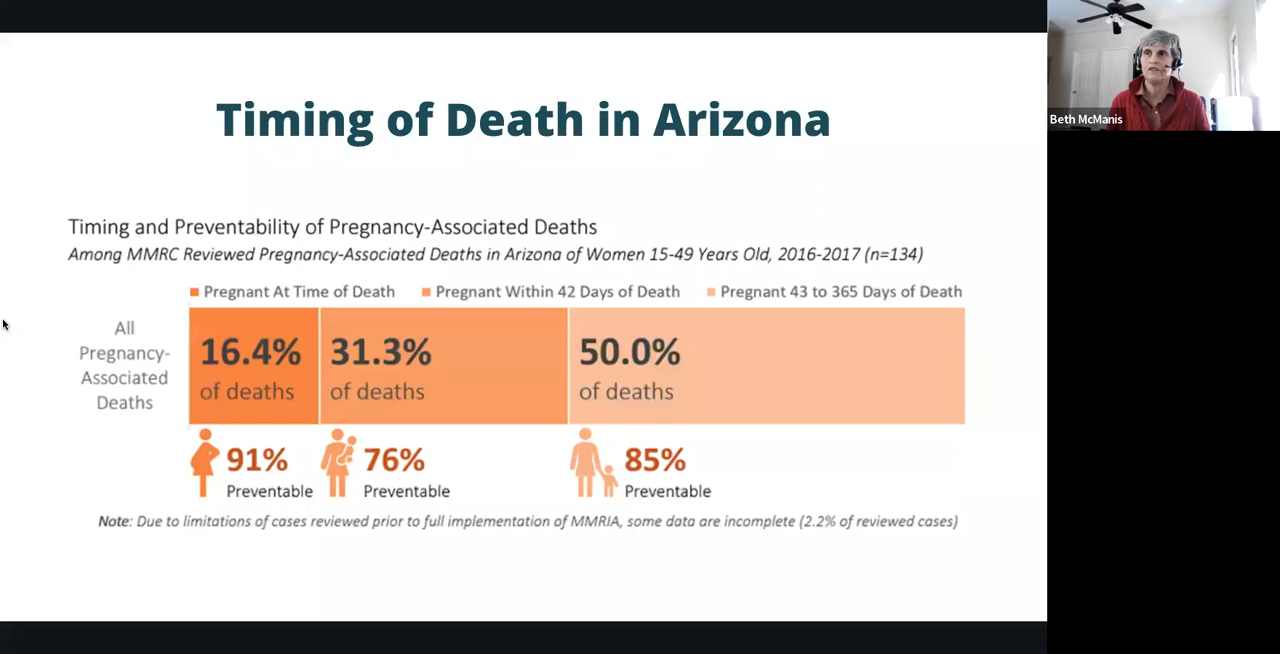 Timing of Death in Arizona
Timing and Preventability of Pregnancy-Associated Deaths
Among MMRC Reviewed Pregnancy-Associated Deaths in Arizona of Women 15-49 Years Old, 2016-2017 (n=134)
Pregnant At Time of Death
Pregnant Within 42 Days of Death
Pregnant 43 to 365 Days of Death
All
Pregnancy-
Associated
Deaths
16.4%
of deaths
31.3%
of deaths
50.0%
of deaths
91%
Preventable
76%
Preventable
85%
Preventable
Note: Due to limitations of cases reviewed prior to full implementation of MMRIA, some data are incomplete (2.2% of reviewed cases)
Beth McManis